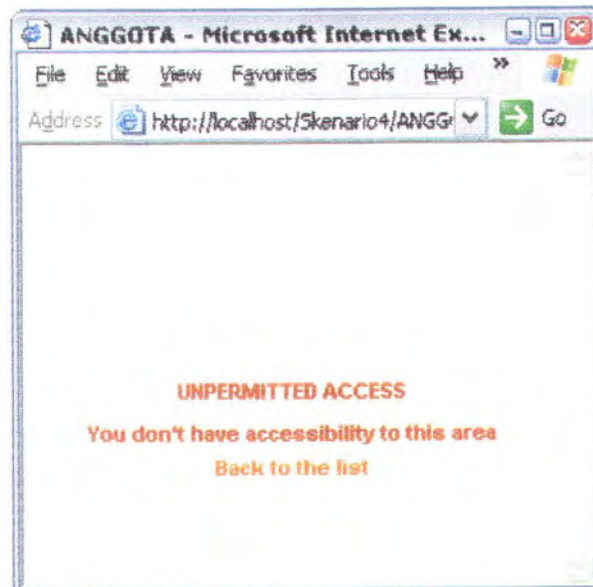 ANGGOTA - Microsoft Internet Ex...
File Edit View Favorites Tools Help »
Address http://localhost/Skenario4/ANGG Go
UNPERMITTED ACCESS
You don't have accessibility to this area
Back to the list